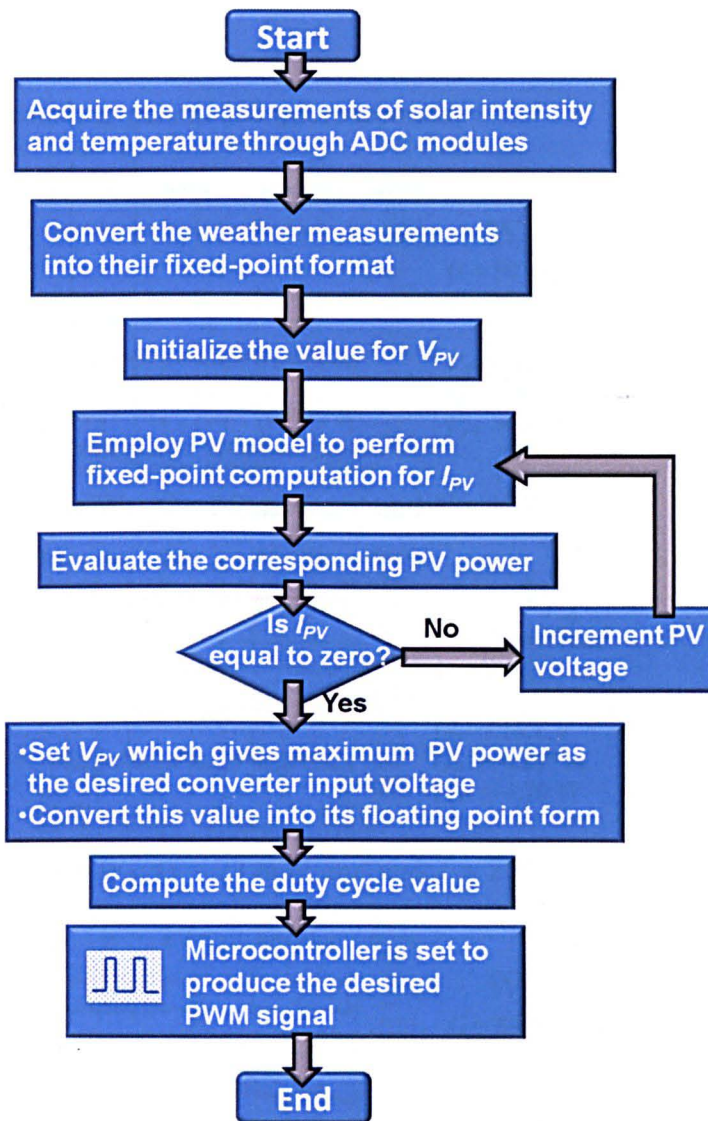 Start
Acquire the measurements of solar intensity
and temperature through ADC modules
Convert the weather measurements
into their fixed-point format
Initialize the value for VPV
Employ PV model to perform
fixed-point computation for IPV
Evaluate the corresponding PV power
Is IPV
equal to zero?
No
Increment PV
voltage
Yes
•Set VPV which gives maximum PV power as
the desired converter input voltage
•Convert this value into its floating point form
Compute the duty cycle value
Microcontroller is set to
produce the desired
PWM signal
End